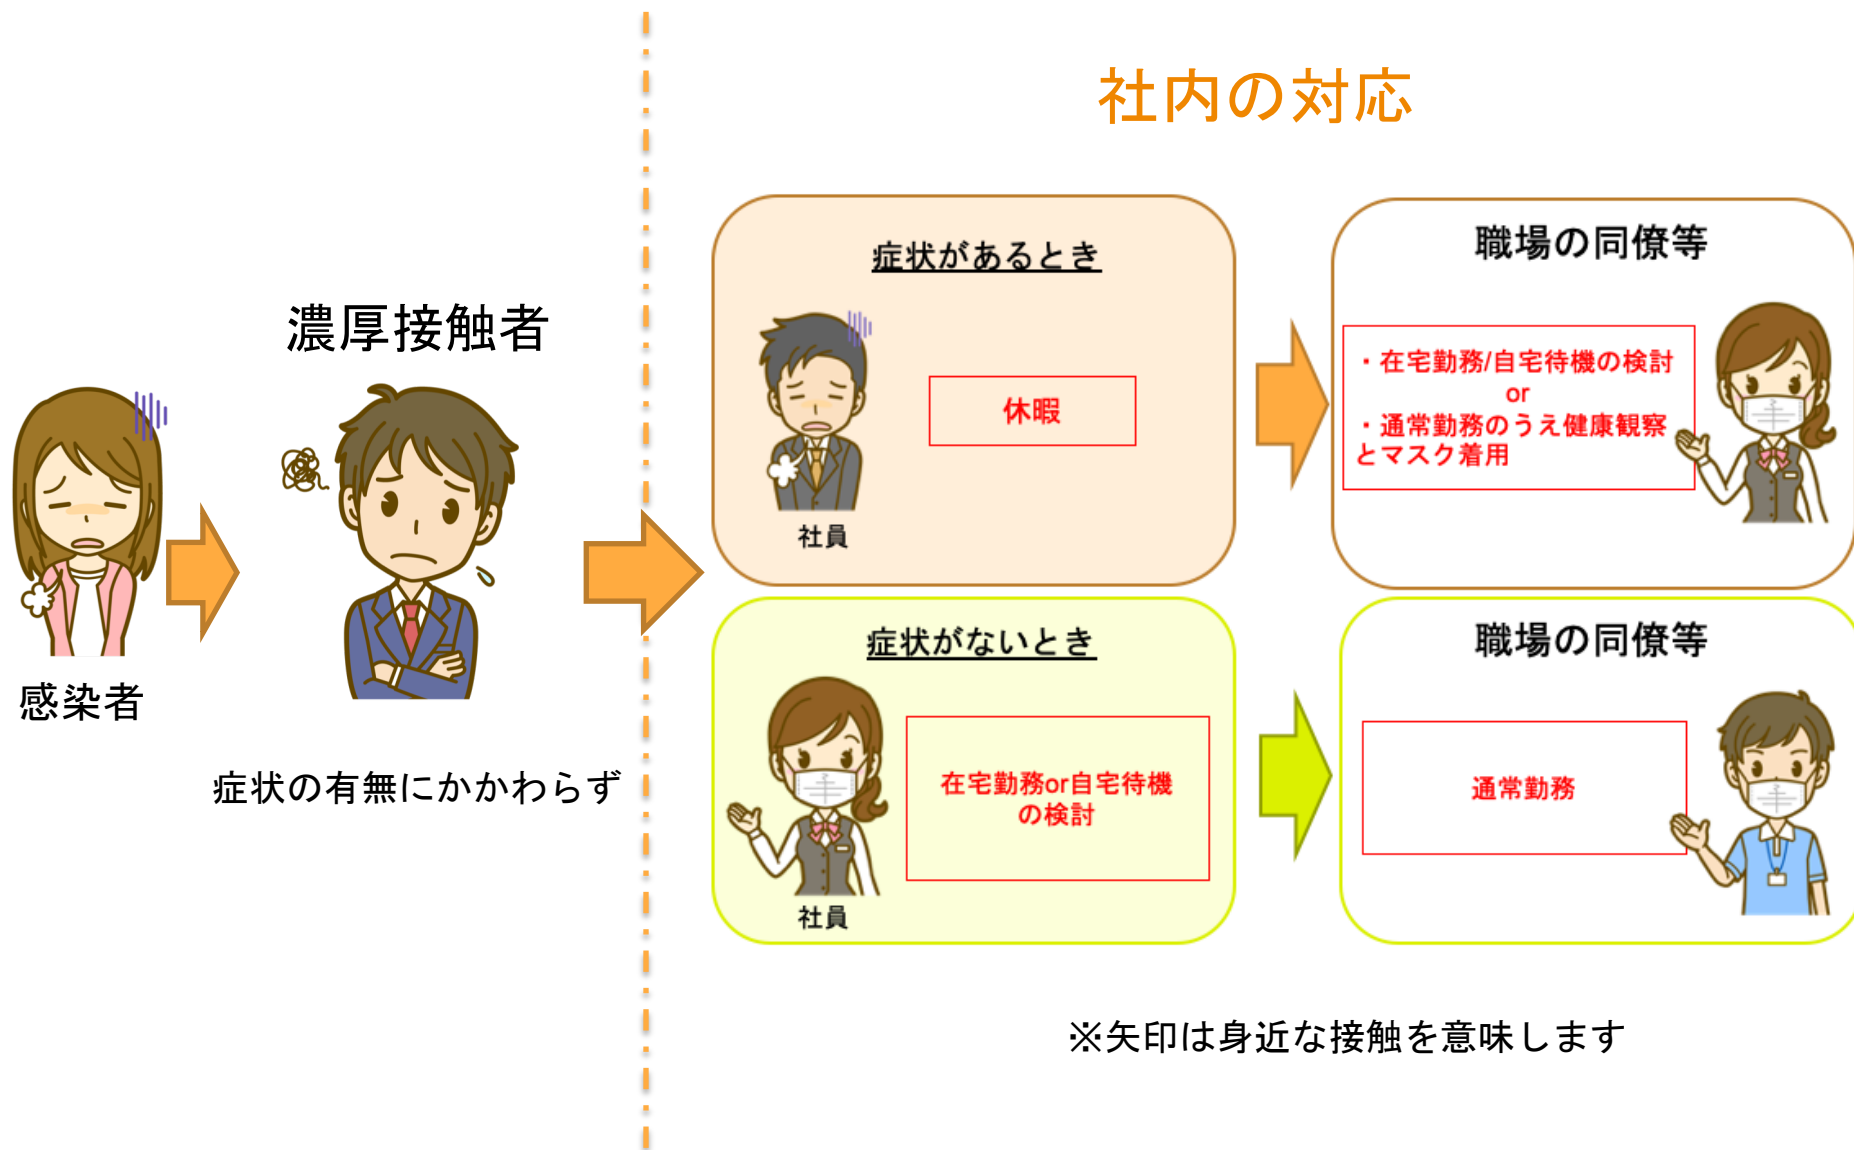 社内の対応
感染者
濃厚接触者
症状の有無にかかわらず
症状があるとき
休暇
社員
職場の同僚等
・在宅勤務/自宅待機の検討
or
・通常勤務のうえ健康観察
とマスク着用
症状がないとき
在宅勤務or自宅待機
の検討
社員
職場の同僚等
通常勤務
※矢印は身近な接触を意味します